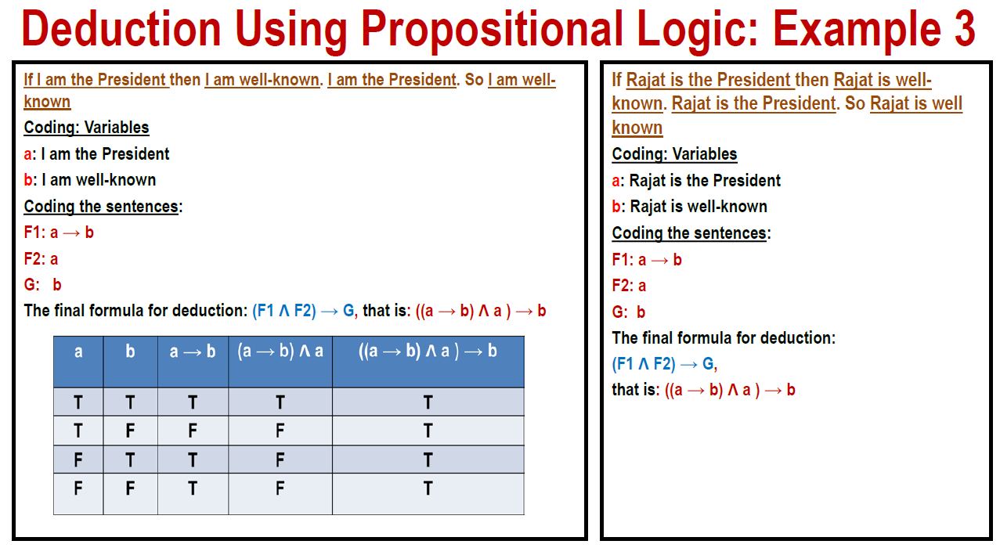 Deduction Using Propositional Logic: Example 3
If I am the President then I am well-known. I am the President. So I am well-
known
Coding: Variables
a: I am the President
b: I am well-known
Coding the sentences:
F1: a → b
F2: a
G: b
The final formula for deduction: (F1 Λ F2) → G, that is: ((a → b) Λ a ) → b
a b a → b (a → b) Λ a ((a → b) Λ a ) → b
T T T T T
T F F F T
F T T F T
F F T F T
If Rajat is the President then Rajat is well-
known. Rajat is the President. So Rajat is well
known
Coding: Variables
a: Rajat is the President
b: Rajat is well-known
Coding the sentences:
F1: a → b
F2: a
G: b
The final formula for deduction:
(F1 Λ F2) → G,
that is: ((a → b) Λ a ) → b